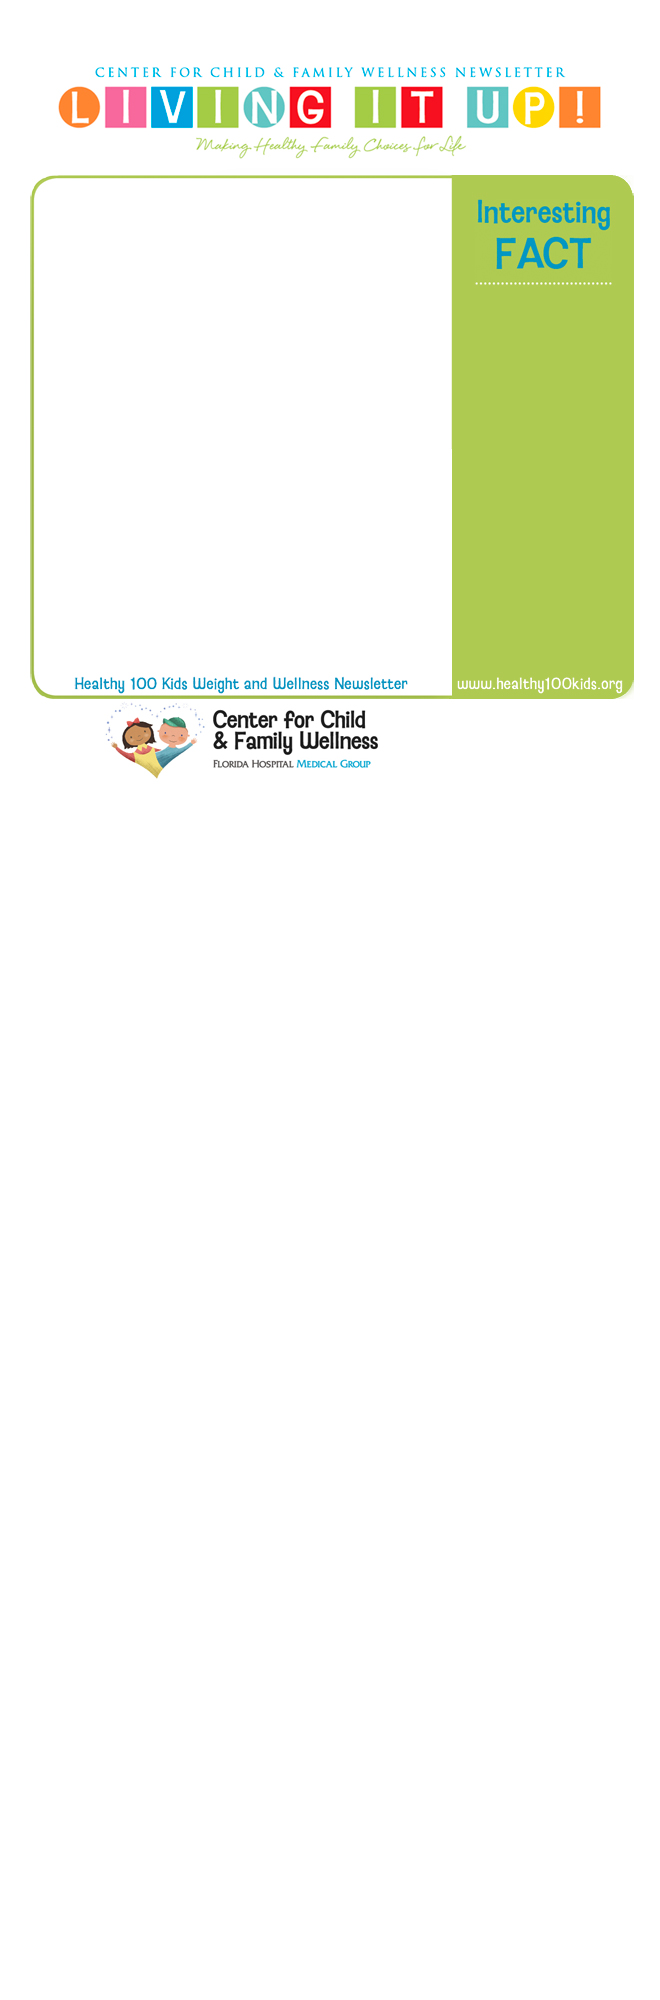 CENTER FOR CHILD & FAMILY WELLNESS NEWSLETTER
LIVING IT UP!
Making Healthy Family Choices for Life
Interesting
FACT
Healthy 100 Kids Weight and Wellness Newsletter
www.healthy100kids.org
Center for Child
& Family Wellness
FLORIDA HOSPITAL MEDICAL GROUP